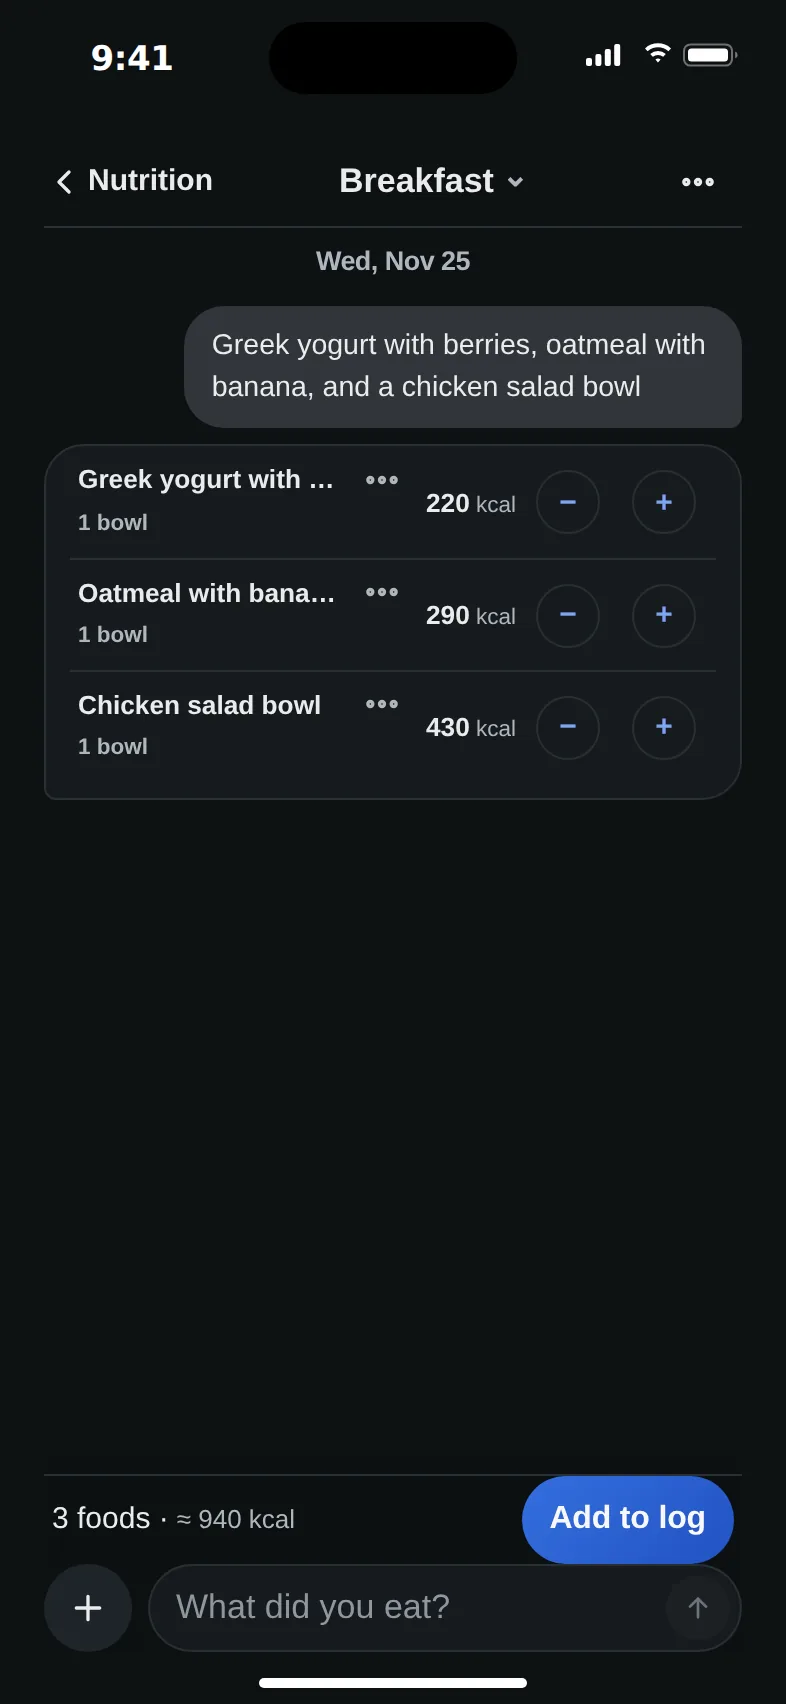 9:41
Nutrition
Breakfast
Wed, Nov 25
Greek yogurt with berries, oatmeal with
banana, and a chicken salad bowl
Greek yogurt with …
1 bowl
220 kcal
Oatmeal with bana…
1 bowl
290 kcal
Chicken salad bowl
1 bowl
430 kcal
3 foods · ≈ 940 kcal
Add to log
What did you eat?